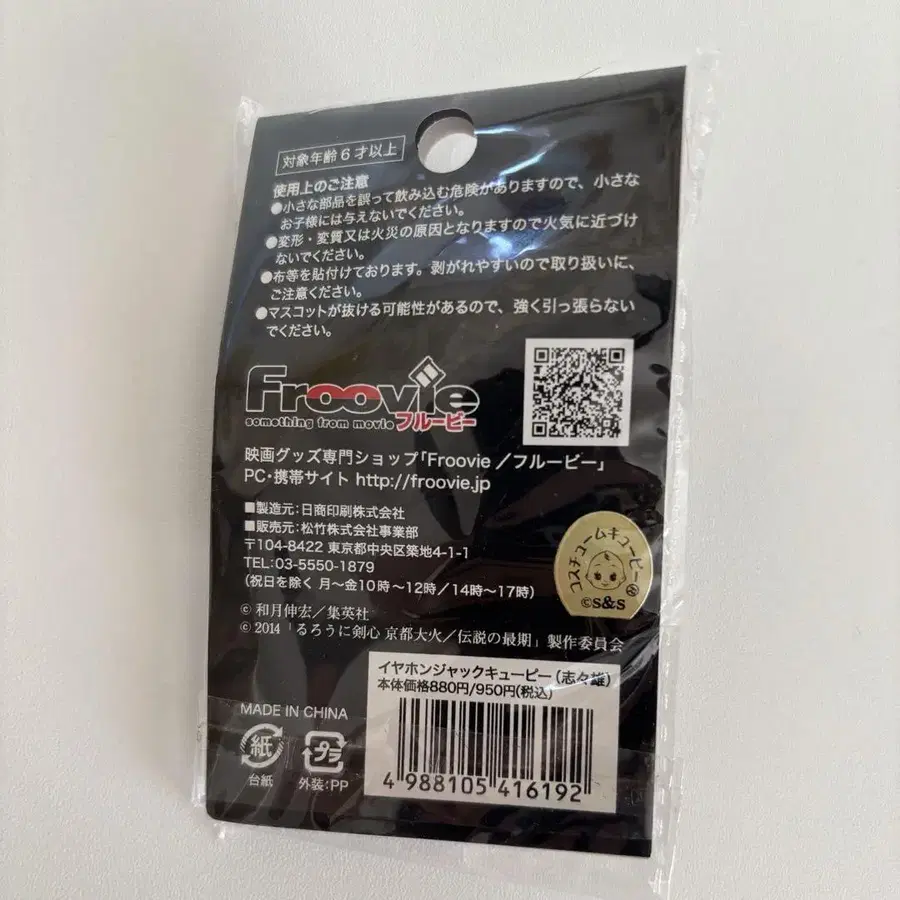 対象年齢6才以上
使用上のご注意
●小さな部品を誤って飲み込む危険がありますので、小さな
お子様には与えないでください。
●変形・変質又は火災の原因となりますので火気に近づけ
ないでください。
●布等を貼付けております。剥がれやすいので取り扱いに、
ご注意ください。
●マスコットが抜ける可能性があるので、強く引っ張らない
でください。
Froovie
something from movie フルービー
映画グッズ専門ショップ「Froovie／フルービー」
PC・携帯サイト http://froovie.jp
■製造元:日商印刷株式会社
■販売元:松竹株式会社事業部
〒104-8422 東京都中央区築地4-1-1
TEL:03-5550-1879
(祝日を除く 月〜金10時〜12時／14時〜17時)
コスチュームキューピー
©S&S
© 和月伸宏／集英社
© 2014「るろうに剣心 京都大火／伝説の最期」製作委員会
イヤホンジャックキューピー(志々雄)
本体価格880円/950円(税込)
4 988105 416192
MADE IN CHINA
紙
台紙
プラ
外装:PP